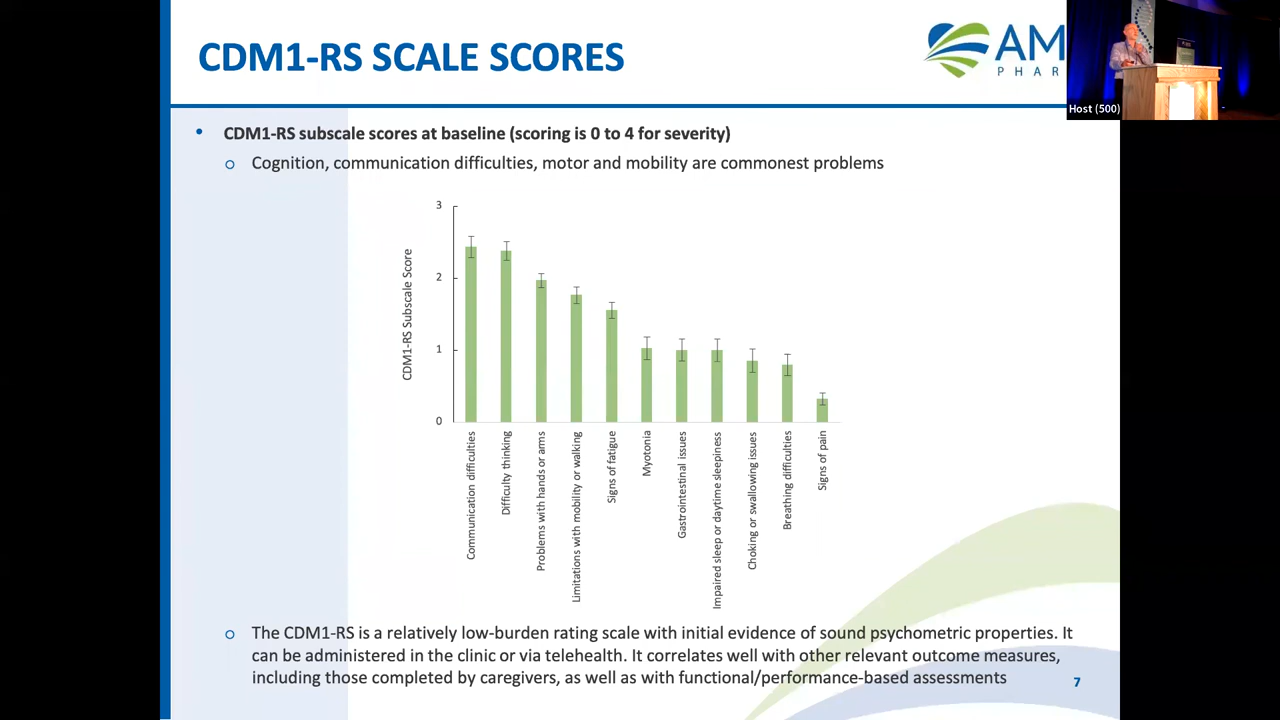 CDM1-RS SCALE SCORES
AM
PHAR
Host (500)
• CDM1-RS subscale scores at baseline (scoring is 0 to 4 for severity)
o Cognition, communication difficulties, motor and mobility are commonest problems
3
2
1
0
CDM1-RS Subscale Score
Communication difficulties
Difficulty thinking
Problems with hands or arms
Limitations with mobility or walking
Signs of fatigue
Myotonia
Gastrointestinal issues
Impaired sleep or daytime sleepiness
Choking or swallowing issues
Breathing difficulties
Signs of pain
o The CDM1-RS is a relatively low-burden rating scale with initial evidence of sound psychometric properties. It
can be administered in the clinic or via telehealth. It correlates well with other relevant outcome measures,
including those completed by caregivers, as well as with functional/performance-based assessments
7